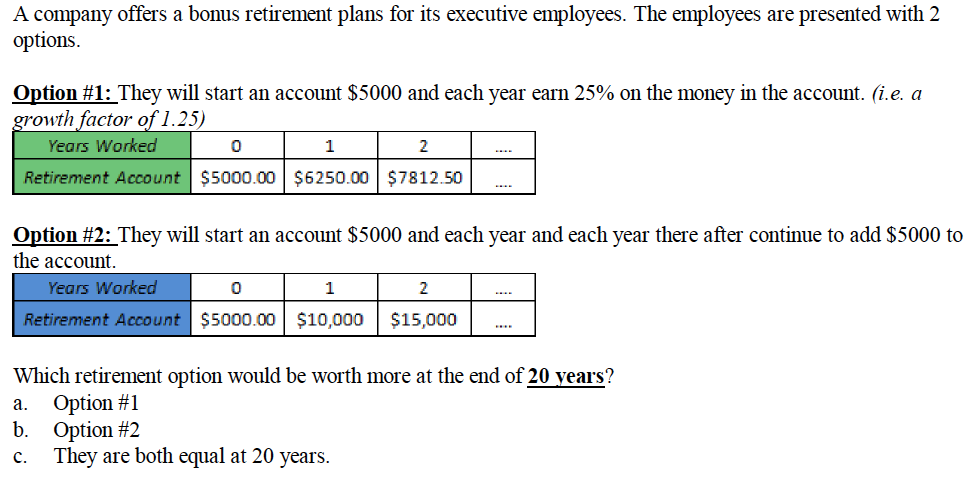 A company offers a bonus retirement plans for its executive employees. The employees are presented with 2
options.
Option #1: They will start an account $5000 and each year earn 25% on the money in the account. (i.e. a
growth factor of 1.25)
Years Worked 0 1 2 ....
Retirement Account $5000.00 $6250.00 $7812.50 ....
Option #2: They will start an account $5000 and each year and each year there after continue to add $5000 to
the account.
Years Worked 0 1 2 ....
Retirement Account $5000.00 $10,000 $15,000 ....
Which retirement option would be worth more at the end of 20 years?
a. Option #1
b. Option #2
c. They are both equal at 20 years.